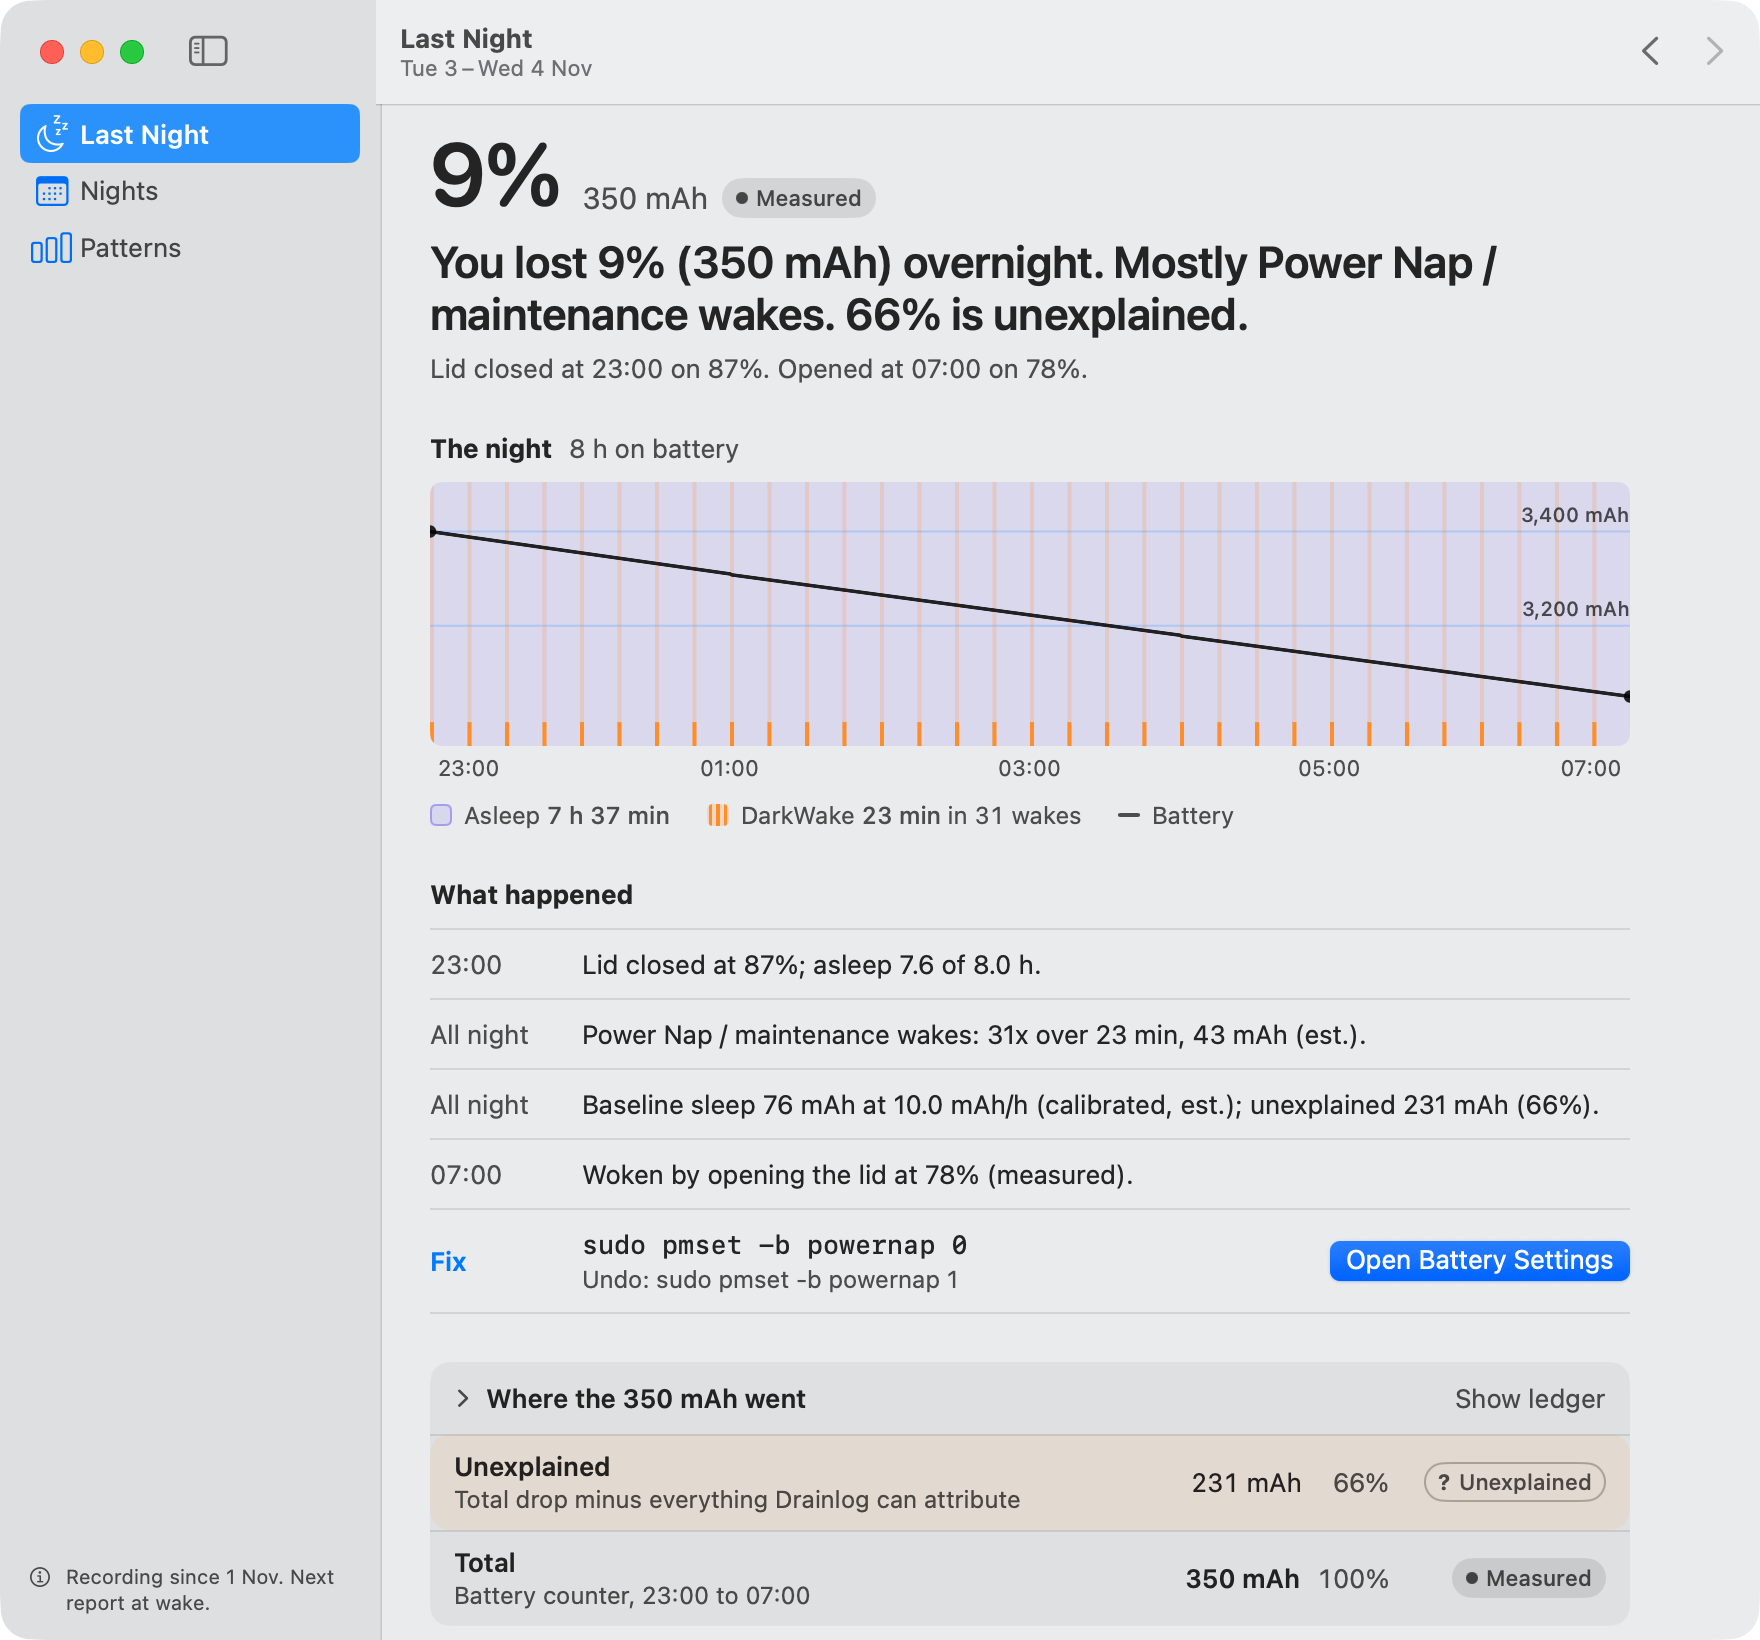 Last Night
Tue 3 – Wed 4 Nov
Last Night
Nights
Patterns
9% 350 mAh Measured
You lost 9% (350 mAh) overnight. Mostly Power Nap /
maintenance wakes. 66% is unexplained.
Lid closed at 23:00 on 87%. Opened at 07:00 on 78%.
The night 8 h on battery
3,400 mAh
3,200 mAh
23:00 01:00 03:00 05:00 07:00
Asleep 7 h 37 min DarkWake 23 min in 31 wakes Battery
What happened
23:00 Lid closed at 87%; asleep 7.6 of 8.0 h.
All night Power Nap / maintenance wakes: 31x over 23 min, 43 mAh (est.).
All night Baseline sleep 76 mAh at 10.0 mAh/h (calibrated, est.); unexplained 231 mAh (66%).
07:00 Woken by opening the lid at 78% (measured).
Fix sudo pmset -b powernap 0
Undo: sudo pmset -b powernap 1
Open Battery Settings
Where the 350 mAh went Show ledger
Unexplained
Total drop minus everything Drainlog can attribute
231 mAh 66% ? Unexplained
Total
Battery counter, 23:00 to 07:00
350 mAh 100% Measured
Recording since 1 Nov. Next
report at wake.